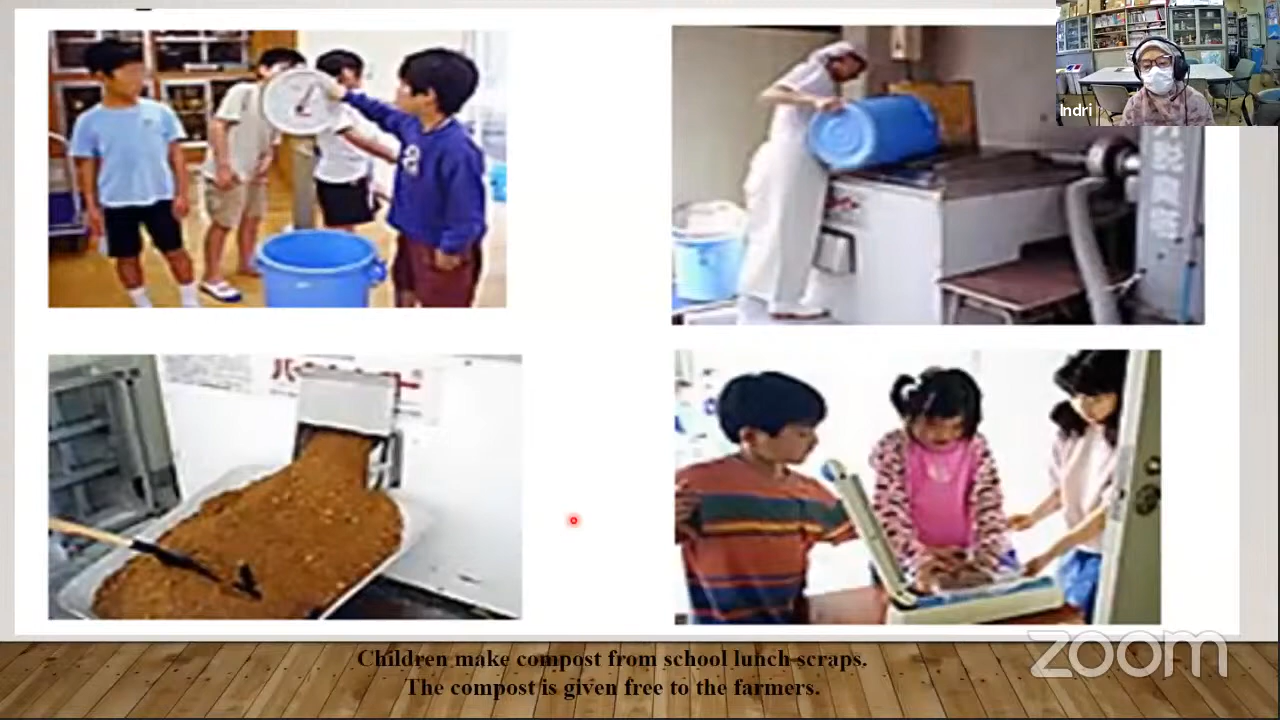 Indri
Children make compost from school lunch scraps.
The compost is given free to the farmers.
zoom